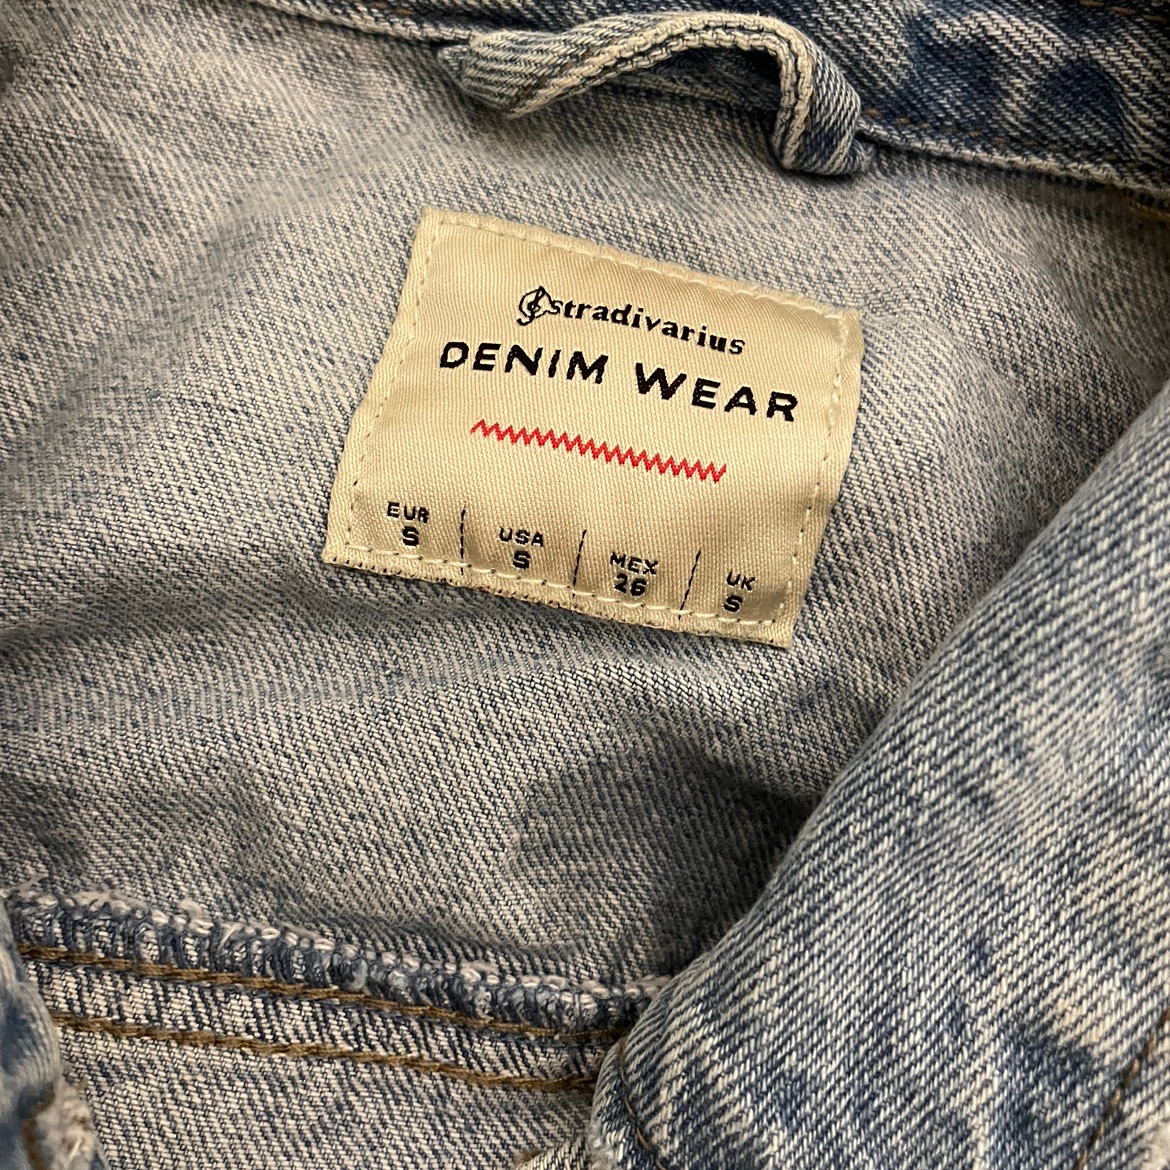 stradivarius
DENIM WEAR
EUR USA MEX UK
S S 26 S